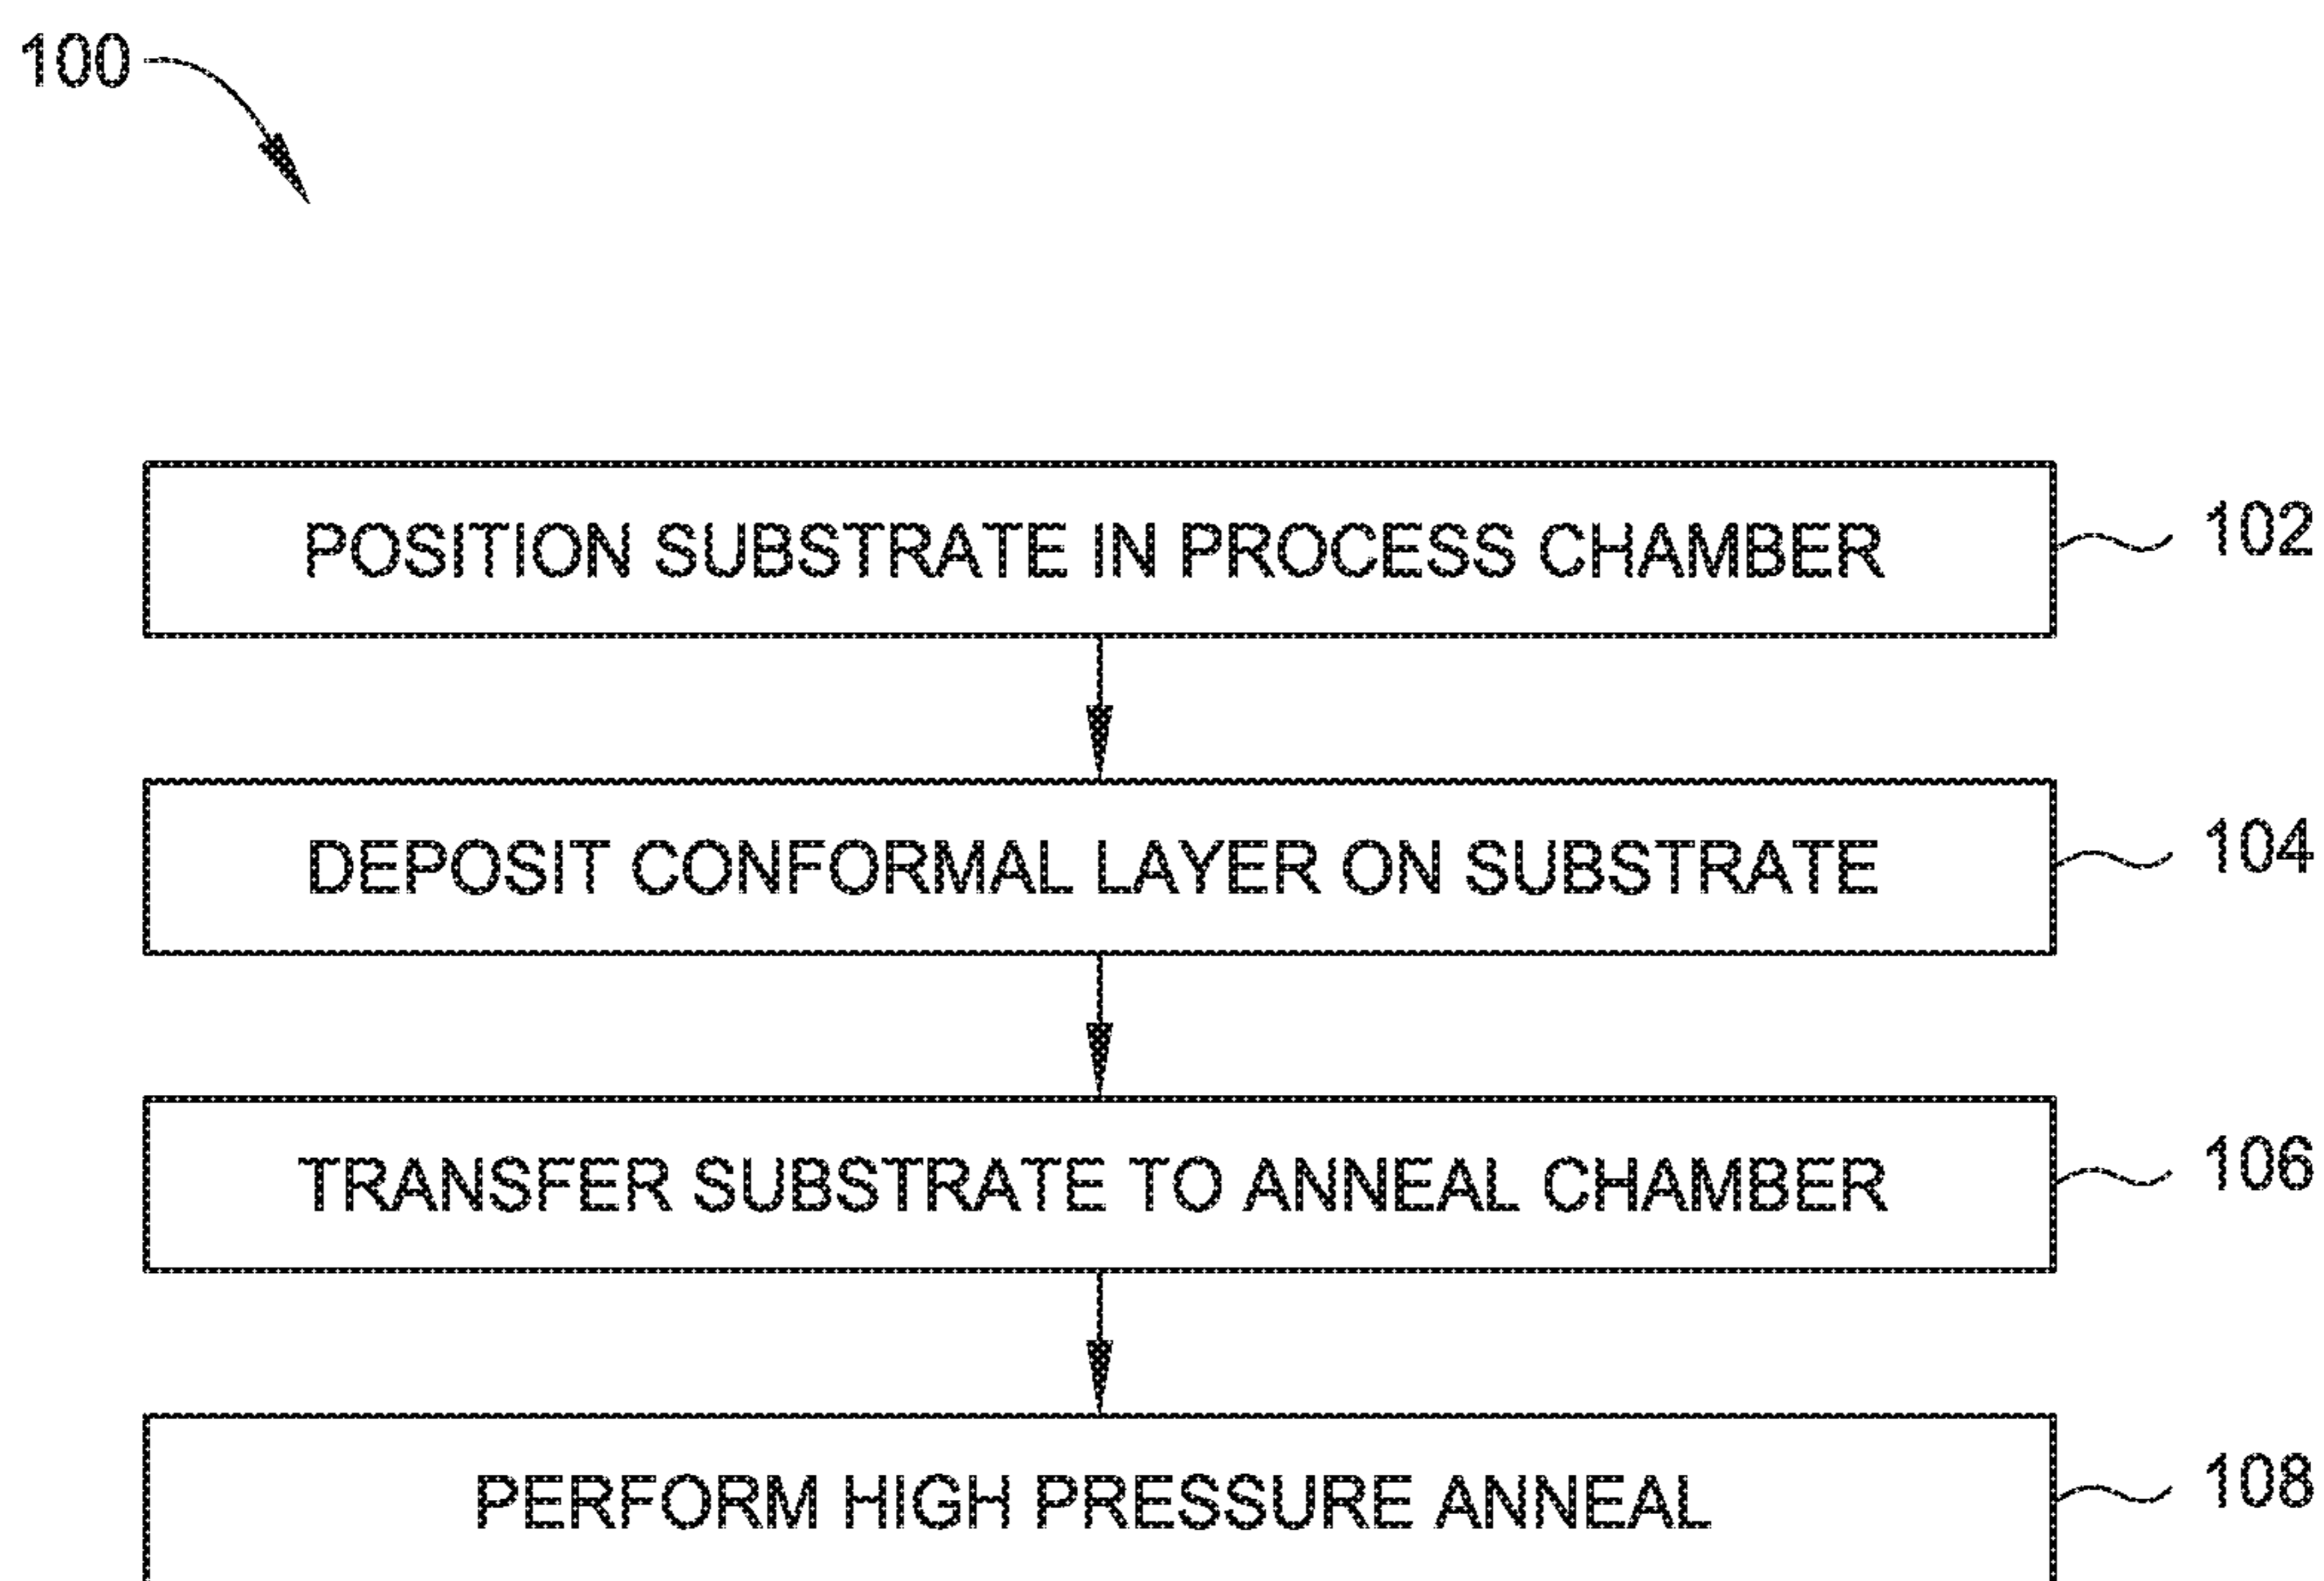 100
POSITION SUBSTRATE IN PROCESS CHAMBER 102
DEPOSIT CONFORMAL LAYER ON SUBSTRATE 104
TRANSFER SUBSTRATE TO ANNEAL CHAMBER 106
PERFORM HIGH PRESSURE ANNEAL 108